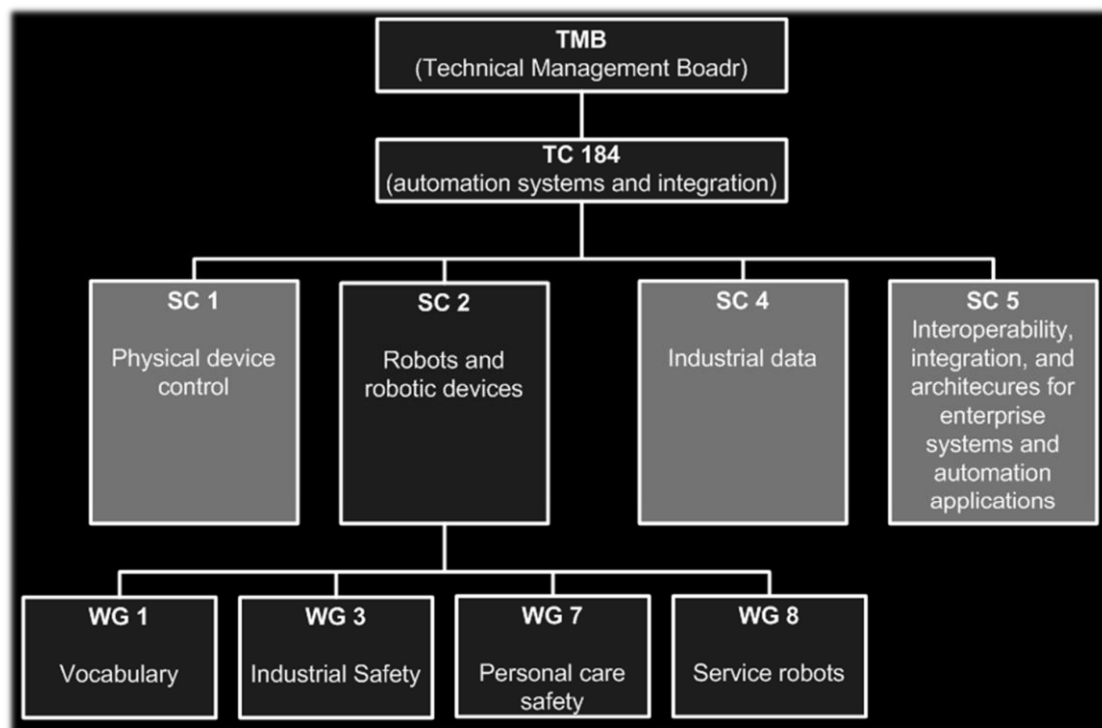 TMB
(Technical Management Boadr)
TC 184
(automation systems and integration)
SC 1
Physical device
control
SC 2
Robots and
robotic devices
SC 4
Industrial data
SC 5
Interoperability,
integration, and
architecures for
enterprise
systems and
automation
applications
WG 1
Vocabulary
WG 3
Industrial Safety
WG 7
Personal care
safety
WG 8
Service robots